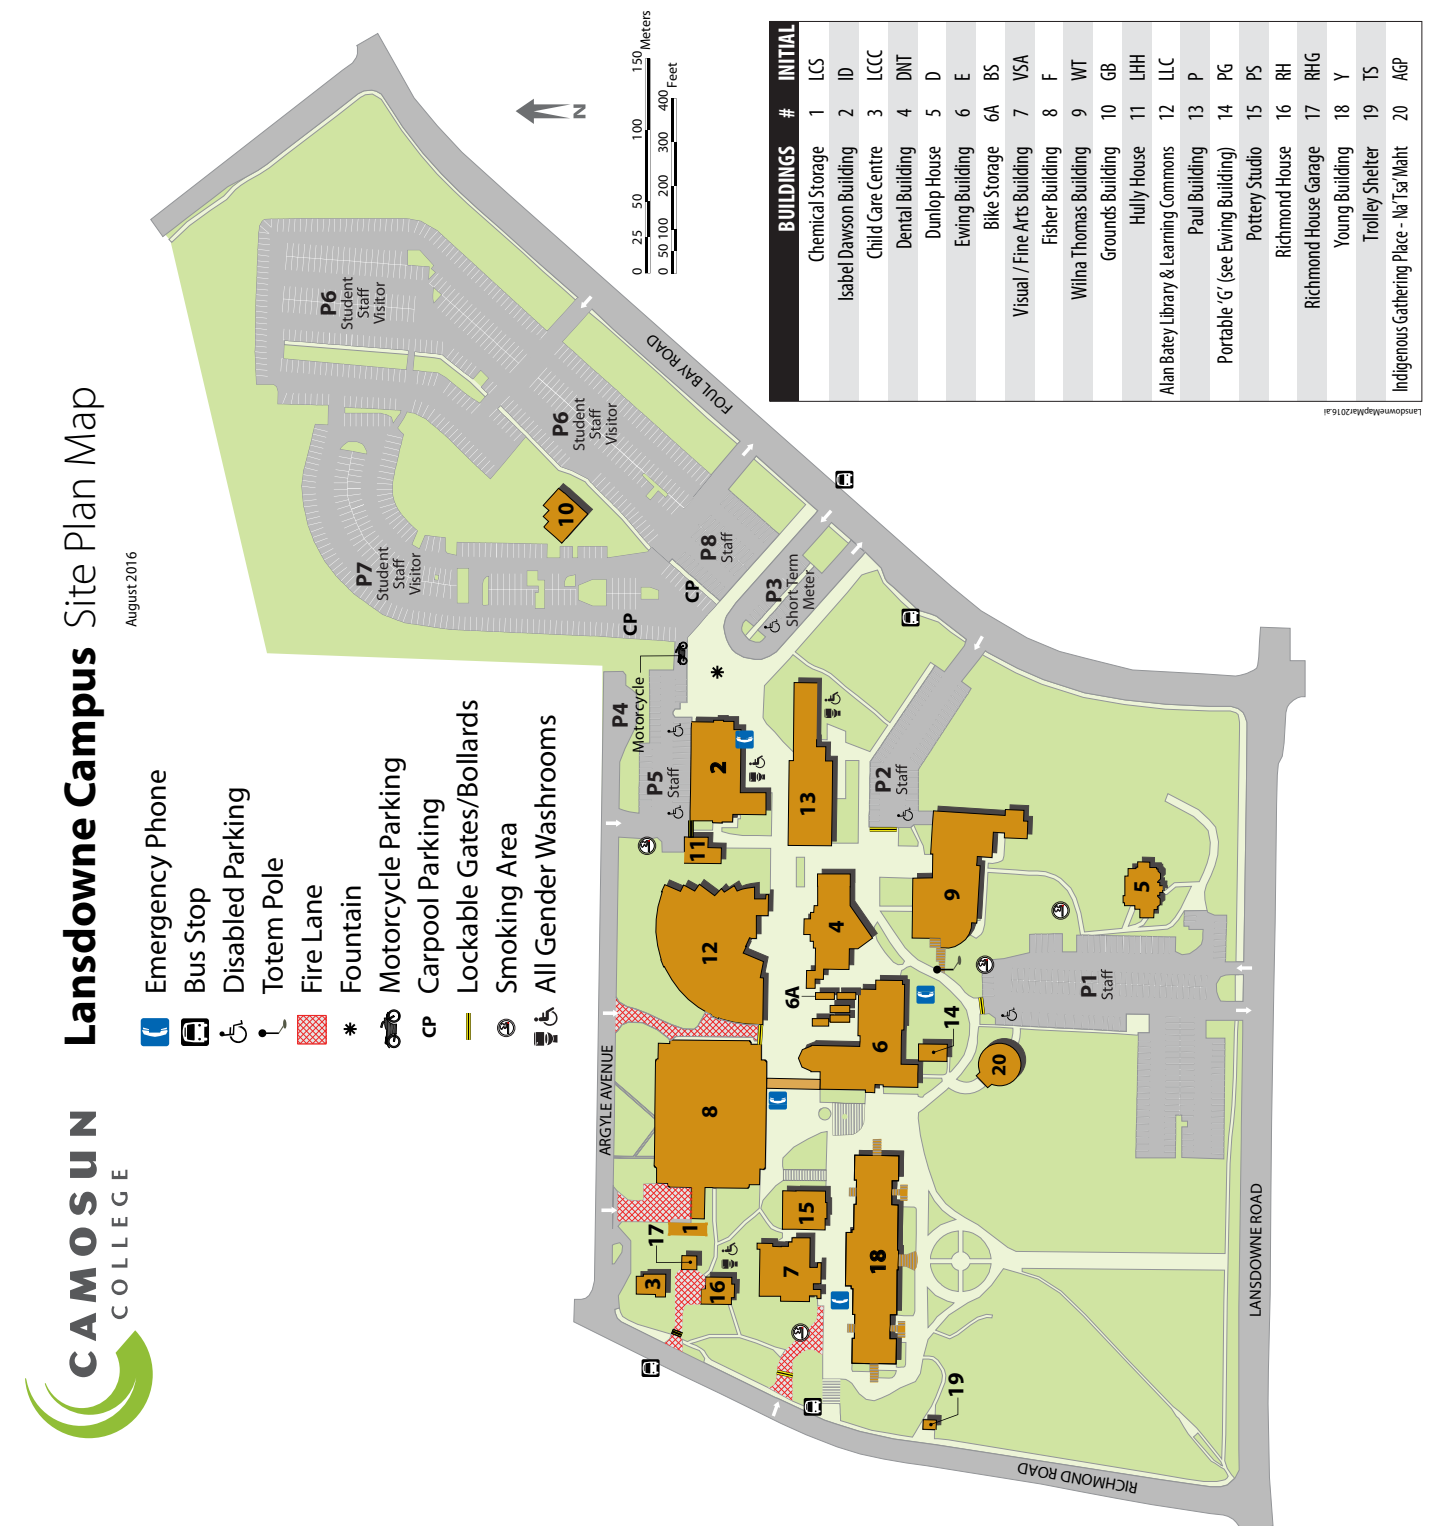 CAMOSUN
COLLEGE
Lansdowne Campus Site Plan Map
August 2016
Emergency Phone
Bus Stop
Disabled Parking
Totem Pole
Fire Lane
Fountain
Motorcycle Parking
CP Carpool Parking
Lockable Gates/Bollards
Smoking Area
All Gender Washrooms
N
0 25 50 100 150 Meters
0 50 100 200 300 400 Feet
BUILDINGS # INITIAL
Chemical Storage 1 LCS
Isabel Dawson Building 2 ID
Child Care Centre 3 LCCC
Dental Building 4 DNT
Dunlop House 5 D
Ewing Building 6 E
Bike Storage 6A BS
Visual / Fine Arts Building 7 VSA
Fisher Building 8 F
Wilna Thomas Building 9 WT
Grounds Building 10 GB
Hully House 11 LHH
Alan Batey Library & Learning Commons 12 LLC
Paul Building 13 P
Portable ‘G’ (see Ewing Building) 14 PG
Pottery Studio 15 PS
Richmond House 16 RH
Richmond House Garage 17 RHG
Young Building 18 Y
Trolley Shelter 19 TS
Indigenous Gathering Place - Na’Tsa’Maht 20 AGP
LansdowneMapMar2016.ai
ARGYLE AVENUE
FOUL BAY ROAD
LANSDOWNE ROAD
RICHMOND ROAD
P6
Student
Staff
Visitor
P6
Student
Staff
Visitor
P7
Student
Staff
Visitor
P8
Staff
P3
Short Term
Meter
CP
CP
P4
Motorcycle
P5
Staff
P2
Staff
P1
Staff
10
2
11
13
12
4
9
5
6A
6
14
20
8
17
1
3
16
15
7
18
19